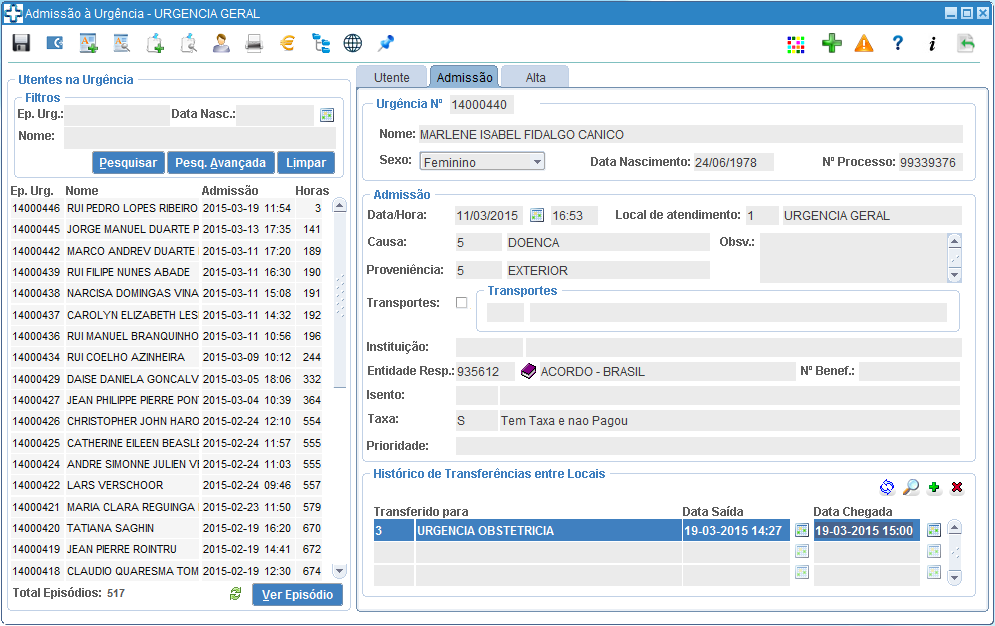 Admissão à Urgência - URGENCIA GERAL
Utentes na Urgência
Filtros
Ep. Urg.: Data Nasc.:
Nome:
Pesquisar Pesq. Avançada Limpar
Ep. Urg. Nome Admissão Horas
14000446 RUI PEDRO LOPES RIBEIRO 2015-03-19 11:54 3
14000445 JORGE MANUEL DUARTE P 2015-03-13 17:35 141
14000442 MARCO ANDREV DUARTE 2015-03-11 17:20 189
14000439 RUI FILIPE NUNES ABADE 2015-03-11 16:30 190
14000438 NARCISA DOMINGAS VINA 2015-03-11 15:08 191
14000437 CAROLYN ELIZABETH LES 2015-03-11 14:32 192
14000436 RUI MANUEL BRANQUINHO 2015-03-11 10:56 196
14000434 RUI COELHO AZINHEIRA 2015-03-09 10:12 244
14000429 DAISE DANIELA GONCALV 2015-03-05 18:06 332
14000427 JEAN PHILIPPE PIERRE PON 2015-03-04 10:39 364
14000426 CHRISTOPHER JOHN HARO 2015-02-24 12:10 554
14000425 CATHERINE EILEEN BEASLE 2015-02-24 11:57 555
14000424 ANDRE SIMONNE JULIEN VI 2015-02-24 11:03 555
14000422 LARS VERSCHOOR 2015-02-24 09:46 557
14000421 MARIA CLARA REGUINGA 2015-02-23 11:50 579
14000420 TATIANA SAGHIN 2015-02-19 16:20 670
14000419 JEAN PIERRE ROINTRU 2015-02-19 14:41 672
14000418 CLAUDIO QUARESMA TOM 2015-02-19 12:30 674
Total Episódios: 517 Ver Episódio
Utente Admissão Alta
Urgência Nº 14000440
Nome: MARLENE ISABEL FIDALGO CANICO
Sexo: Feminino Data Nascimento: 24/06/1978 Nº Processo: 99339376
Admissão
Data/Hora: 11/03/2015 16:53 Local de atendimento: 1 URGENCIA GERAL
Causa: 5 DOENCA Obsv.:
Proveniência: 5 EXTERIOR
Transportes: Transportes
Instituição:
Entidade Resp.: 935612 ACORDO - BRASIL Nº Benef.:
Isento:
Taxa: S Tem Taxa e nao Pagou
Prioridade:
Histórico de Transferências entre Locais
Transferido para Data Saída Data Chegada
3 URGENCIA OBSTETRICIA 19-03-2015 14:27 19-03-2015 15:00